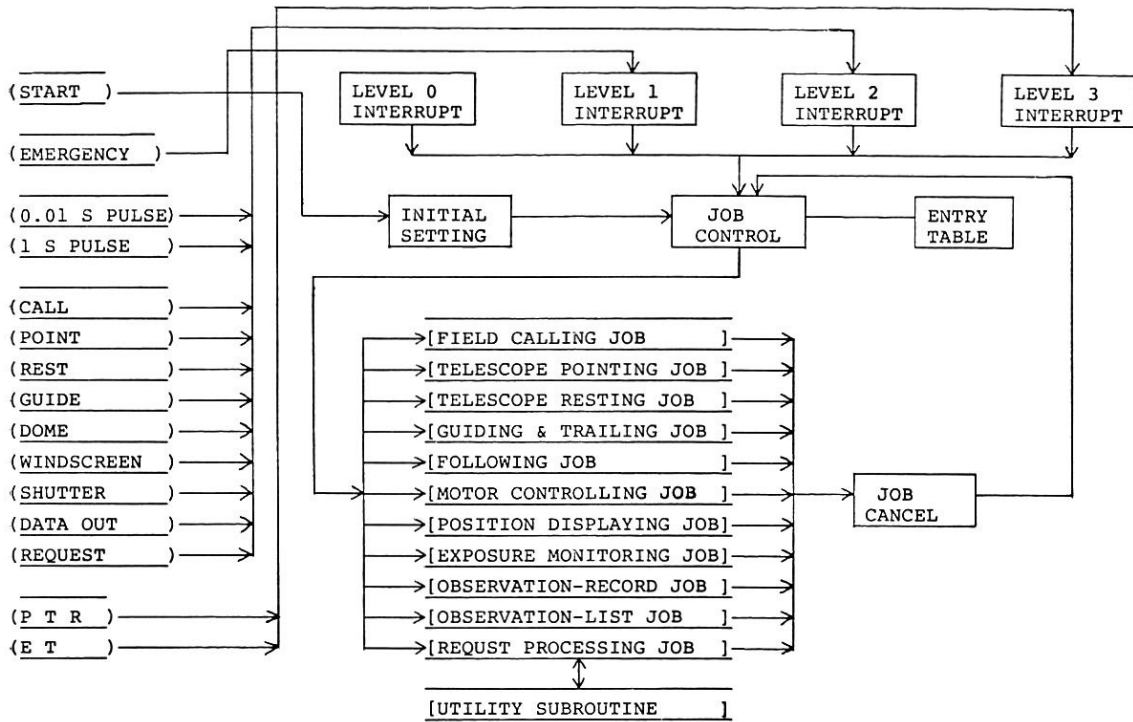 (START )
LEVEL 0
INTERRUPT
LEVEL 1
INTERRUPT
LEVEL 2
INTERRUPT
LEVEL 3
INTERRUPT
(EMERGENCY )
(0.01 S PULSE)
(1 S PULSE )
INITIAL
SETTING
JOB
CONTROL
ENTRY
TABLE
(CALL )
(POINT )
(REST )
(GUIDE )
(DOME )
(WINDSCREEN )
(SHUTTER )
(DATA OUT )
(REQUEST )
(P T R )
(E T )
[FIELD CALLING JOB ]
[TELESCOPE POINTING JOB ]
[TELESCOPE RESTING JOB ]
[GUIDING & TRAILING JOB ]
[FOLLOWING JOB ]
[MOTOR CONTROLLING JOB ]
[POSITION DISPLAYING JOB]
[EXPOSURE MONITORING JOB]
[OBSERVATION-RECORD JOB ]
[OBSERVATION-LIST JOB ]
[REQUST PROCESSING JOB ]
[UTILITY SUBROUTINE ]
JOB
CANCEL